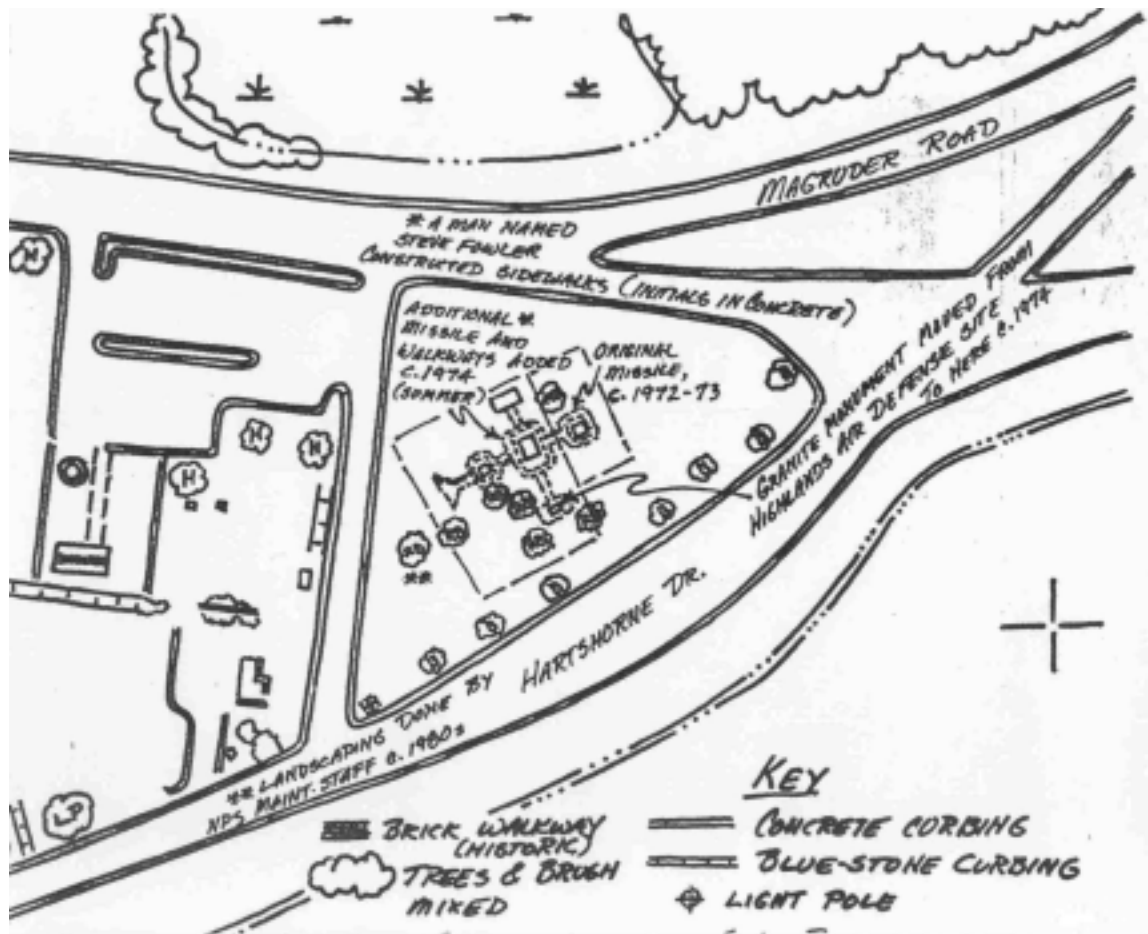 MAGRUDER ROAD
* A MAN NAMED
STEVE FOWLER
CONSTRUCTED SIDEWALKS (INITIALS IN CONCRETE)
ADDITIONAL *
MISSILE AND
WALKWAYS ADDED
C. 1974
(SUMMER)
ORIGINAL
MISSILE,
C. 1972-73
GRANITE MONUMENT MOVED FROM
HIGHLANDS AIR DEFENSE SITE
TO HERE C. 1974
H
H
H
H
**
HARTSHORNE DR.
** LANDSCAPING DONE BY
NPS MAINT. STAFF C. 1980s
LP
KEY
BRICK WALKWAY
(HISTORIC)
TREES & BRUSH
MIXED
CONCRETE CURBING
BLUE-STONE CURBING
LIGHT POLE